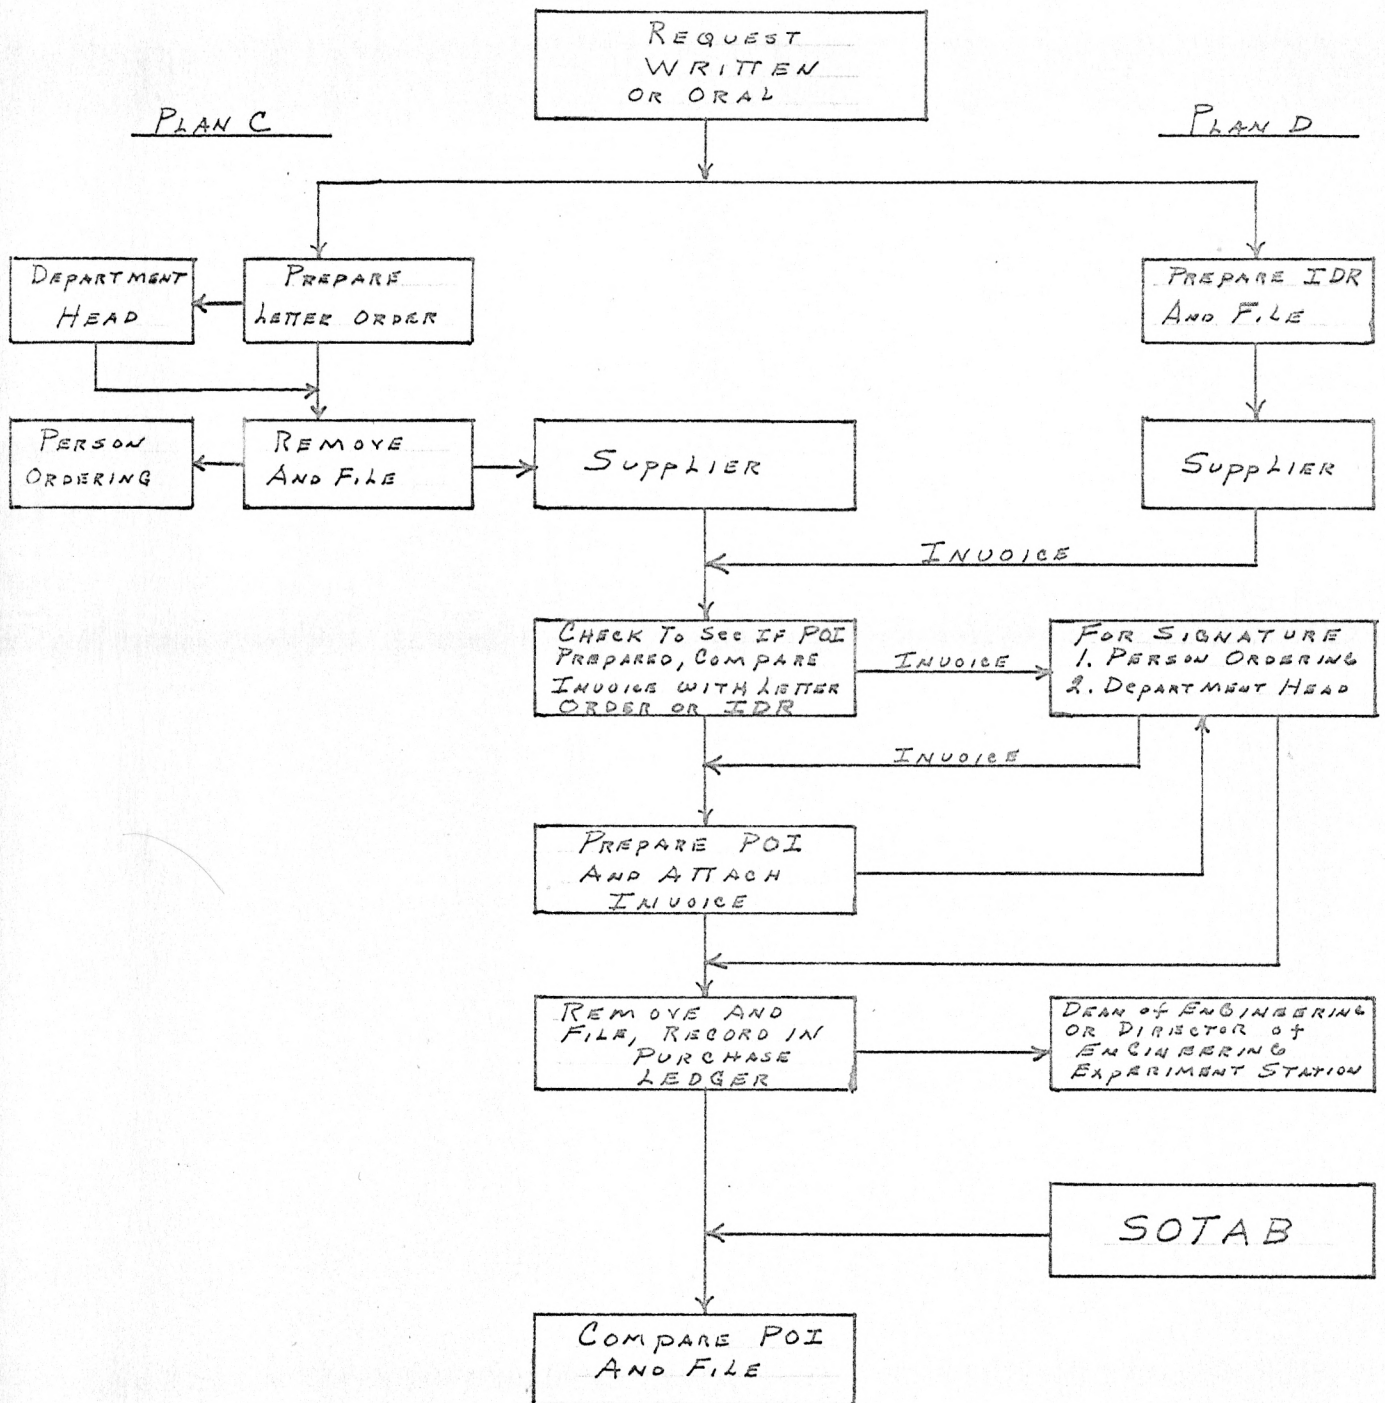 REQUEST
WRITTEN
OR ORAL
PLAN C
PLAN D
DEPARTMENT
HEAD
PREPARE
LETTER ORDER
PREPARE IDR
AND FILE
PERSON
ORDERING
REMOVE
AND FILE
SUPPLIER
SUPPLIER
INVOICE
CHECK TO SEE IF POI
PREPARED, COMPARE
INVOICE WITH LETTER
ORDER OR IDR
INVOICE
FOR SIGNATURE
1. PERSON ORDERING
2. DEPARTMENT HEAD
INVOICE
PREPARE POI
AND ATTACH
INVOICE
REMOVE AND
FILE, RECORD IN
PURCHASE
LEDGER
DEAN of ENGINEERING
OR DIRECTOR of
ENGINEERING
EXPERIMENT STATION
SOTAB
COMPARE POI
AND FILE